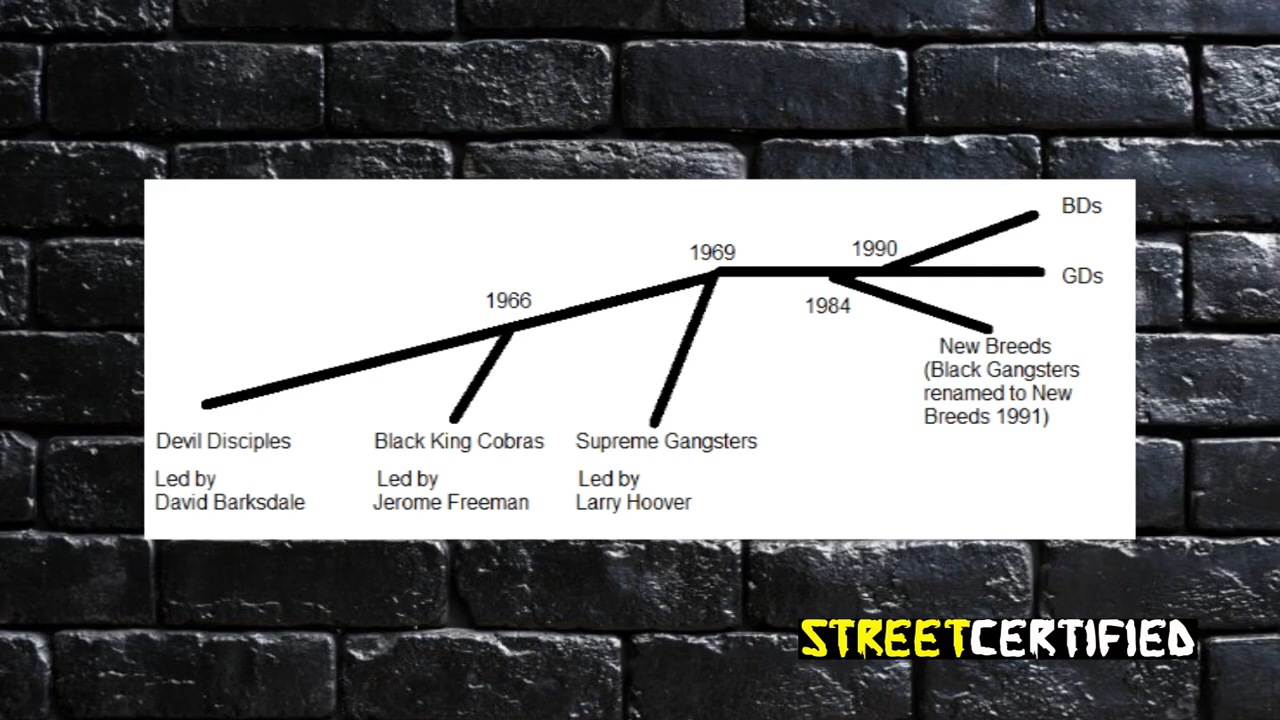 BDs
1990
1969
GDs
1966
1984
New Breeds
(Black Gangsters
renamed to New
Breeds 1991)
Devil Disciples
Led by
David Barksdale
Black King Cobras
Led by
Jerome Freeman
Supreme Gangsters
Led by
Larry Hoover
STREETCERTIFIED